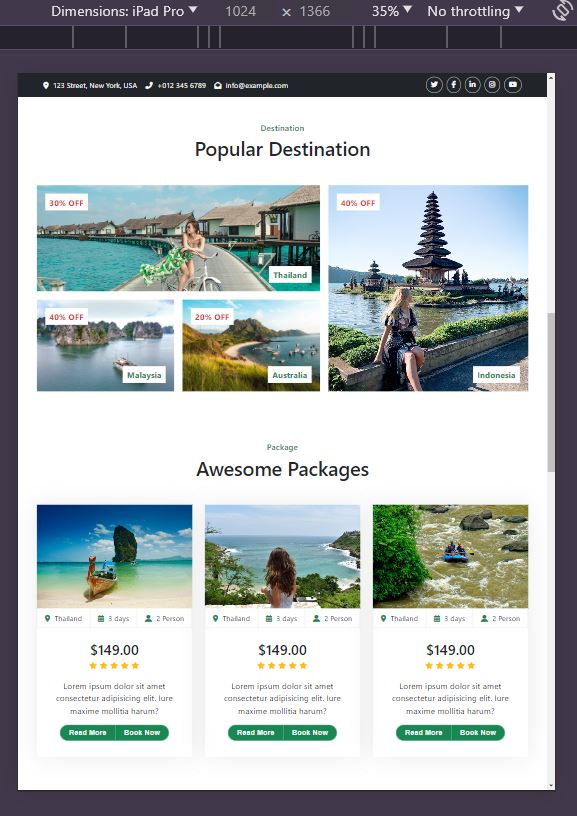 Dimensions: iPad Pro 1024 × 1366 35% No throttling
123 Street, New York, USA +012 345 6789 info@example.com
Destination
Popular Destination
30% OFF
40% OFF
Thailand
40% OFF
20% OFF
Malaysia
Australia
Indonesia
Package
Awesome Packages
Thailand 3 days 2 Person
Thailand 3 days 2 Person
Thailand 3 days 2 Person
$149.00
$149.00
$149.00
Lorem ipsum dolor sit amet
consectetur adipisicing elit. Iure
maxime mollitia harum?
Lorem ipsum dolor sit amet
consectetur adipisicing elit. Iure
maxime mollitia harum?
Lorem ipsum dolor sit amet
consectetur adipisicing elit. Iure
maxime mollitia harum?
Read More Book Now
Read More Book Now
Read More Book Now